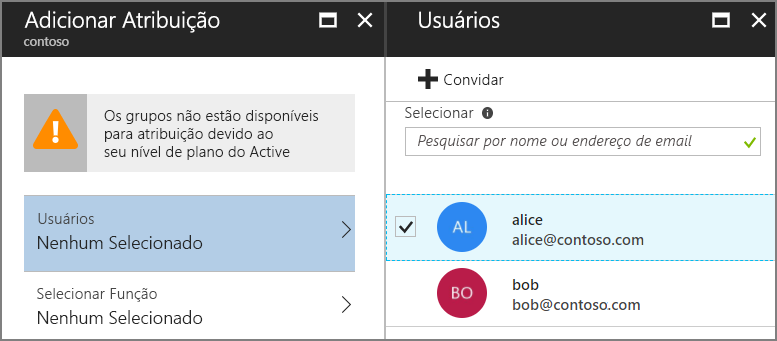 Adicionar Atribuição
contoso
Os grupos não estão disponíveis
para atribuição devido ao
seu nível de plano do Active
Usuários
Nenhum Selecionado
Selecionar Função
Nenhum Selecionado
Usuários
Convidar
Selecionar
Pesquisar por nome ou endereço de email
AL
alice
alice@contoso.com
BO
bob
bob@contoso.com